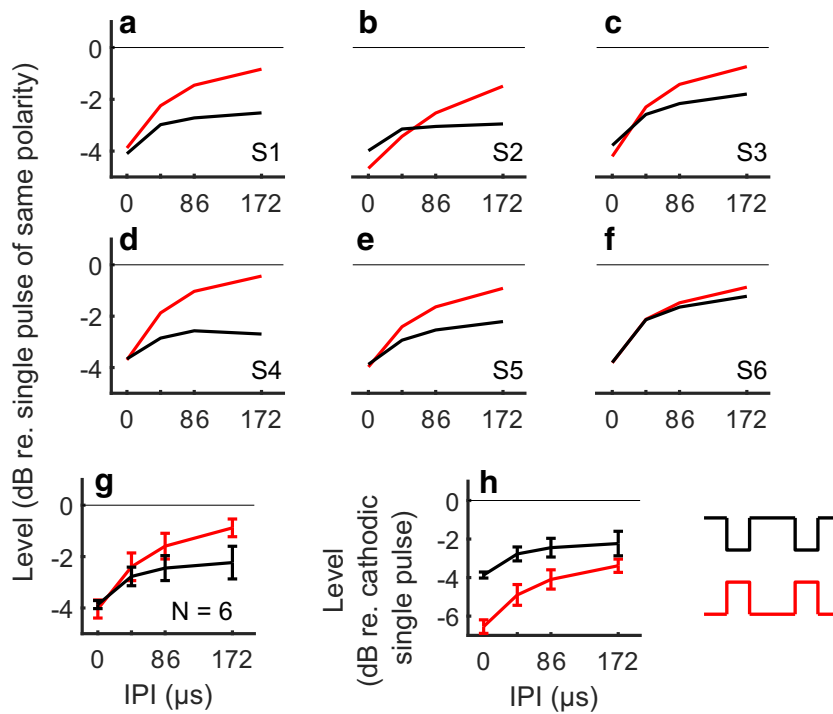 a
b
c
0
-2
-4
S1
S2
S3
0
86
172
0
86
172
0
86
172
d
e
f
0
-2
-4
S4
S5
S6
0
86
172
0
86
172
0
86
172
Level (dB re. single pulse of same polarity)
g
h
0
-2
-4
N = 6
0
86
172
IPI (μs)
Level
(dB re. cathodic
single pulse)
0
-2
-4
-6
0
86
172
IPI (μs)